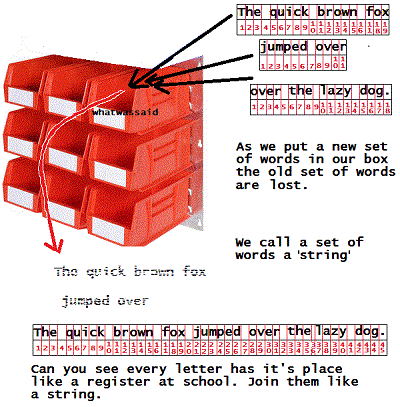 The quick brown fox
1 2 3 4 5 6 7 8 9 10 11 12 13 14 15 16 17 18 19
jumped over
1 2 3 4 5 6 7 8 9 10 11
over the lazy dog.
1 2 3 4 5 6 7 8 9 10 11 12 13 14 15 16 17 18
whatwassaid
As we put a new set
of words in our box
the old set of words
are lost.
We call a set of
words a 'string'
The quick brown fox
jumped over
The quick brown fox jumped over the lazy dog.
1 2 3 4 5 6 7 8 9 10 11 12 13 14 15 16 17 18 19 20 21 22 23 24 25 26 27 28 29 30 31 32 33 34 35 36 37 38 39 40 41 42 43 44 45
Can you see every letter has it's place
like a register at school. Join them like
a string.